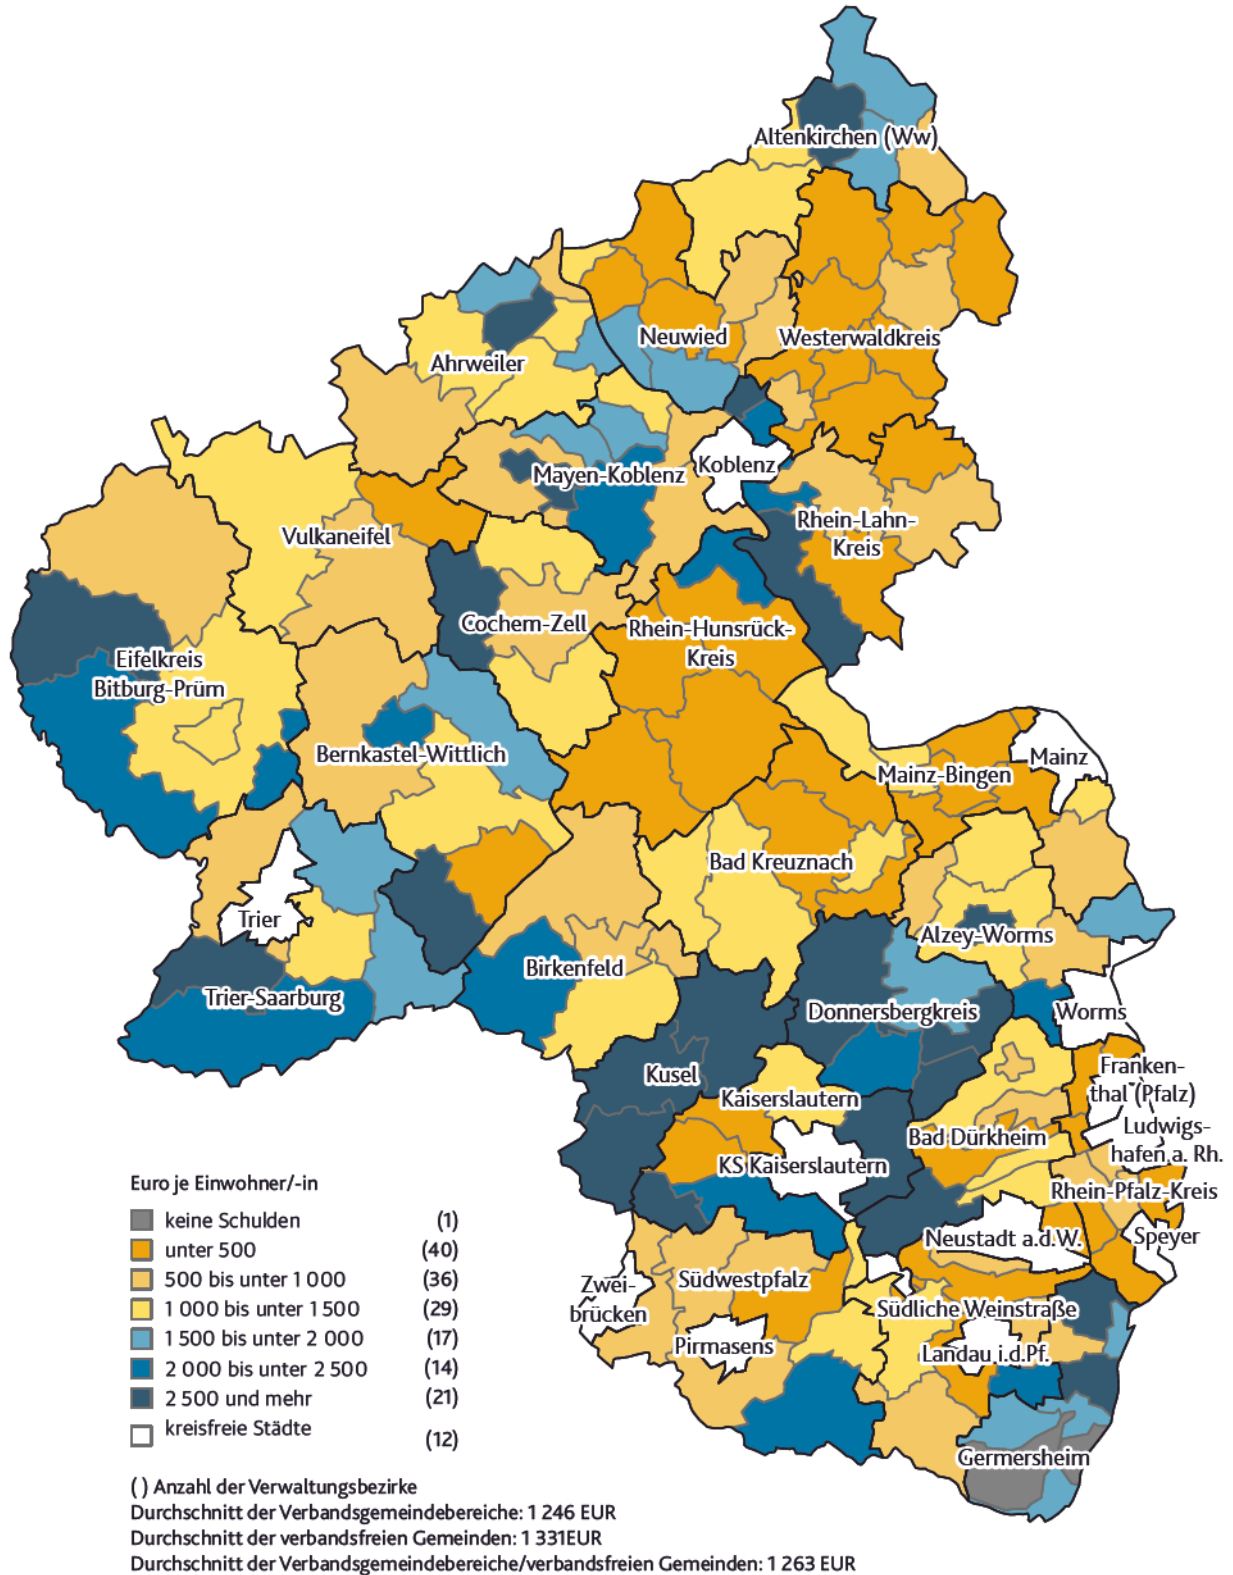 Altenkirchen (Ww)
Neuwied
Westerwaldkreis
Ahrweiler
Mayen-Koblenz
Koblenz
Rhein-Lahn-
Kreis
Vulkaneifel
Cochem-Zell
Rhein-Hunsrück-
Kreis
Eifelkreis
Bitburg-Prüm
Bernkastel-Wittlich
Mainz
Mainz-Bingen
Bad Kreuznach
Trier
Alzey-Worms
Birkenfeld
Trier-Saarburg
Donnersbergkreis
Worms
Kusel
Kaiserslautern
Franken-
thal (Pfalz)
Ludwigs-
hafen a. Rh.
Bad Dürkheim
KS Kaiserslautern
Rhein-Pfalz-Kreis
Neustadt a.d.W.
Speyer
Zwei-
brücken
Südwestpfalz
Südliche Weinstraße
Pirmasens
Landau i.d.Pf.
Germersheim
Euro je Einwohner/-in
keine Schulden (1)
unter 500 (40)
500 bis unter 1 000 (36)
1 000 bis unter 1 500 (29)
1 500 bis unter 2 000 (17)
2 000 bis unter 2 500 (14)
2 500 und mehr (21)
kreisfreie Städte (12)
( ) Anzahl der Verwaltungsbezirke
Durchschnitt der Verbandsgemeindebereiche: 1 246 EUR
Durchschnitt der verbandsfreien Gemeinden: 1 331EUR
Durchschnitt der Verbandsgemeindebereiche/verbandsfreien Gemeinden: 1 263 EUR